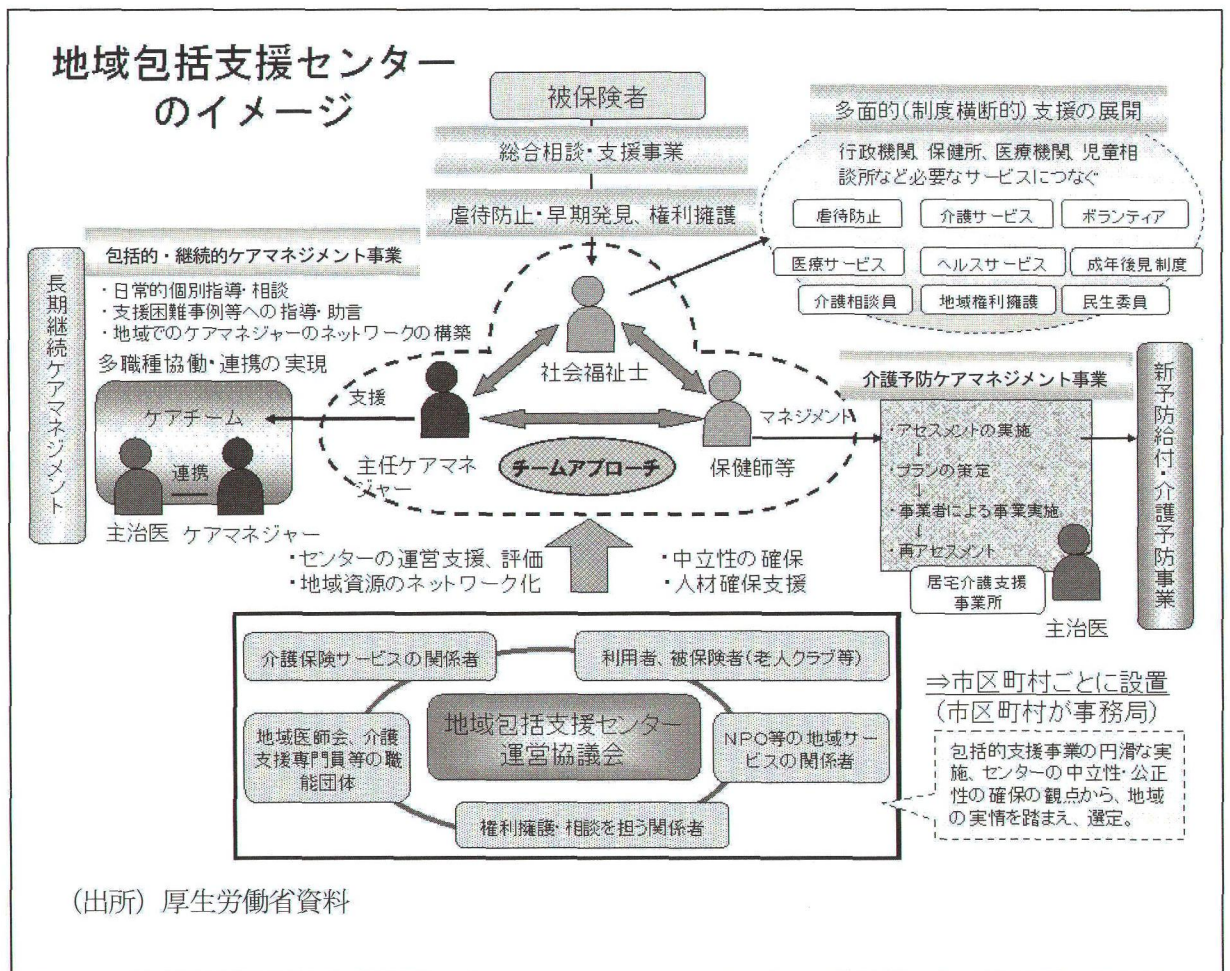 地域包括支援センター
のイメージ
被保険者
総合相談・支援事業
虐待防止・早期発見、権利擁護
多面的(制度横断的)支援の展開
行政機関、保健所、医療機関、児童相
談所など必要なサービスにつなぐ
虐待防止
介護サービス
ボランティア
医療サービス
ヘルスサービス
成年後見制度
介護相談員
地域権利擁護
民生委員
長期継続ケアマネジメント
包括的・継続的ケアマネジメント事業
・日常的個別指導・相談
・支援困難事例等への指導・助言
・地域でのケアマネジャーのネットワークの構築
多職種協働・連携の実現
ケアチーム
連携
主治医
ケアマネジャー
支援
社会福祉士
主任ケアマネ
ジャー
チームアプローチ
保健師等
マネジメント
介護予防ケアマネジメント事業
・アセスメントの実施
↓
・プランの策定
↓
・事業者による事業実施
↓
・再アセスメント
居宅介護支援
事業所
主治医
新予防給付・介護予防事業
・センターの運営支援、評価
・地域資源のネットワーク化
・中立性の確保
・人材確保支援
介護保険サービスの関係者
利用者、被保険者(老人クラブ等)
地域医師会、介護
支援専門員等の職
能団体
地域包括支援センター
運営協議会
NPO等の地域サー
ビスの関係者
権利擁護・相談を担う関係者
⇒市区町村ごとに設置
(市区町村が事務局)
包括的支援事業の円滑な実
施、センターの中立性・公正
性の確保の観点から、地域
の実情を踏まえ、選定。
(出所) 厚生労働省資料